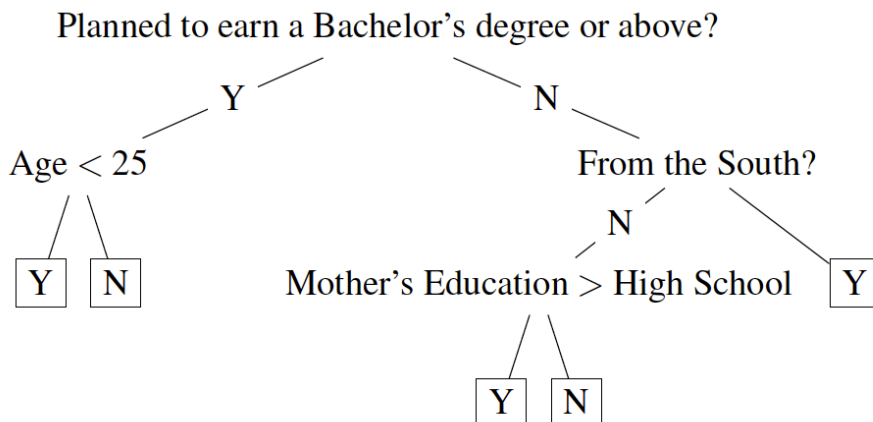 Planned to earn a Bachelor's degree or above?
Y N
Age < 25 From the South?
N
Y N Mother's Education > High School Y
Y N